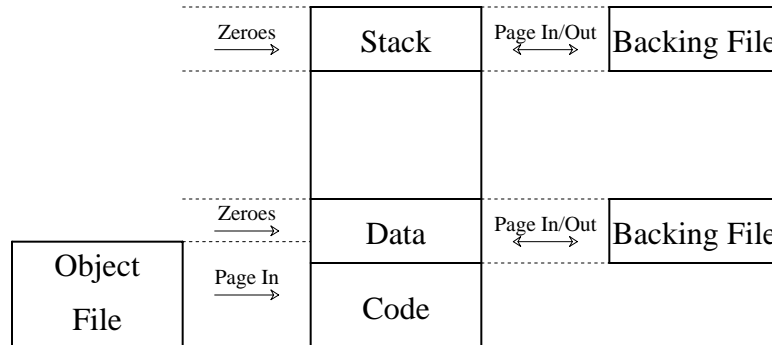 Zeroes
Stack
Page In/Out
Backing File
Zeroes
Data
Page In/Out
Backing File
Object
File
Page In
Code